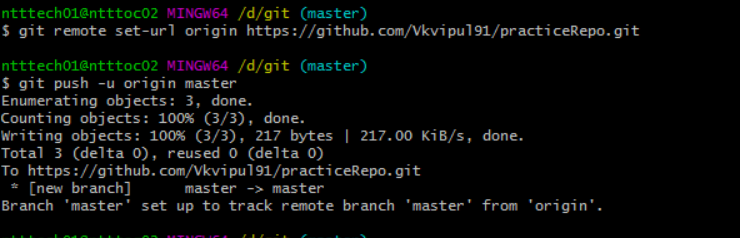 ntttech01@ntttoc02 MINGW64 /d/git (master)
$ git remote set-url origin https://github.com/Vkvipul91/practiceRepo.git
ntttech01@ntttoc02 MINGW64 /d/git (master)
$ git push -u origin master
Enumerating objects: 3, done.
Counting objects: 100% (3/3), done.
Writing objects: 100% (3/3), 217 bytes | 217.00 KiB/s, done.
Total 3 (delta 0), reused 0 (delta 0)
To https://github.com/Vkvipul91/practiceRepo.git
 * [new branch]      master -> master
Branch 'master' set up to track remote branch 'master' from 'origin'.